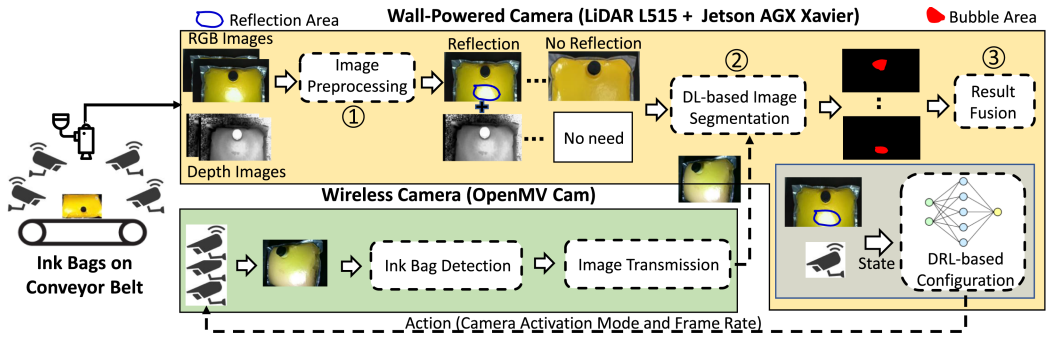 Wall-Powered Camera (LiDAR L515 + Jetson AGX Xavier)
Reflection Area
Bubble Area
RGB Images
Image
Preprocessing
①
Reflection
No Reflection
No need
②
DL-based Image
Segmentation
③
Result
Fusion
Depth Images
Wireless Camera (OpenMV Cam)
Ink Bag Detection
Image Transmission
State
DRL-based
Configuration
Ink Bags on
Conveyor Belt
Action (Camera Activation Mode and Frame Rate)